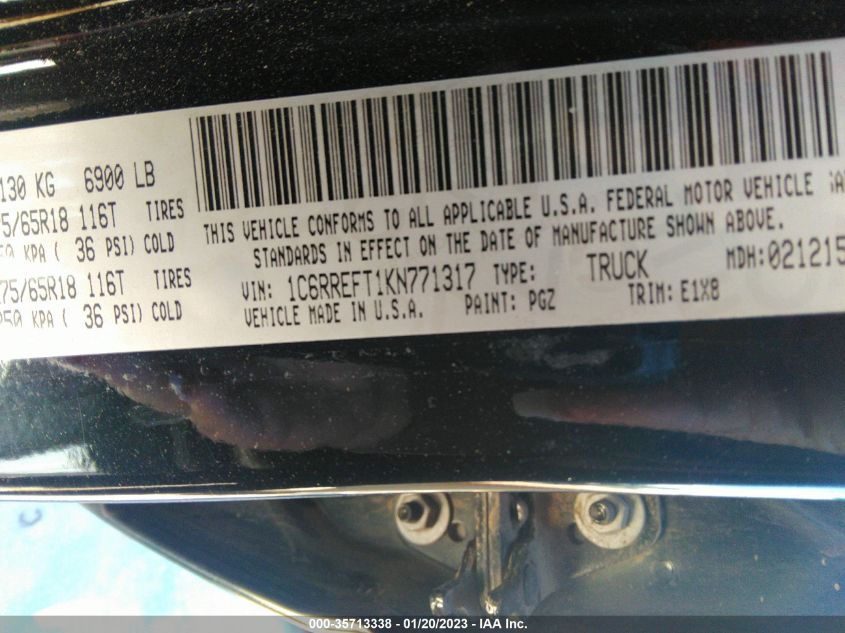 130 KG 6900 LB
75/65R18 116T TIRES
250 KPA ( 36 PSI) COLD
275/65R18 116T TIRES
250 KPA ( 36 PSI) COLD
THIS VEHICLE CONFORMS TO ALL APPLICABLE U.S.A. FEDERAL MOTOR VEHICLE
STANDARDS IN EFFECT ON THE DATE OF MANUFACTURE SHOWN ABOVE.
VIN: 1C6RREFT1KN771317 TYPE: TRUCK MDH:021215
VEHICLE MADE IN U.S.A. PAINT: PGZ TRIM: E1X8
000-35713338 - 01/20/2023 - IAA Inc.